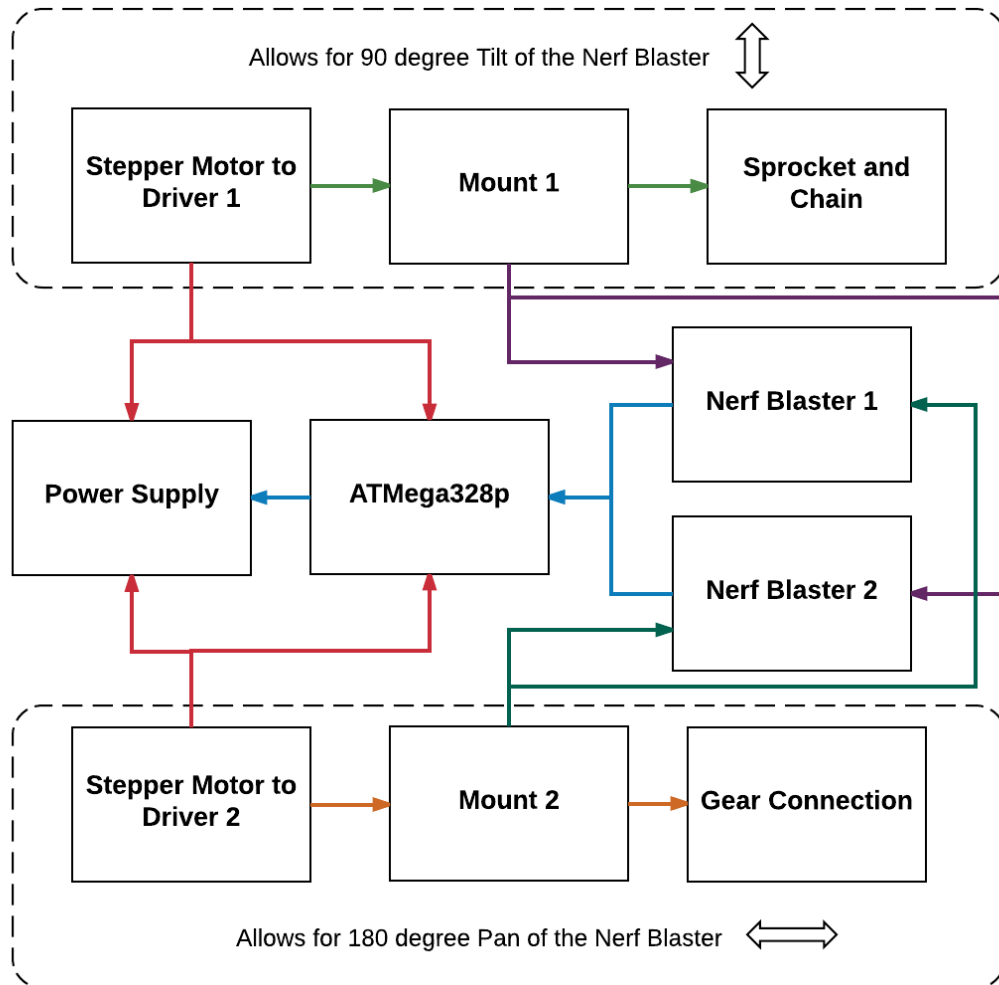 Allows for 90 degree Tilt of the Nerf Blaster
Stepper Motor to
Driver 1
Mount 1
Sprocket and
Chain
Nerf Blaster 1
Power Supply
ATMega328p
Nerf Blaster 2
Stepper Motor to
Driver 2
Mount 2
Gear Connection
Allows for 180 degree Pan of the Nerf Blaster